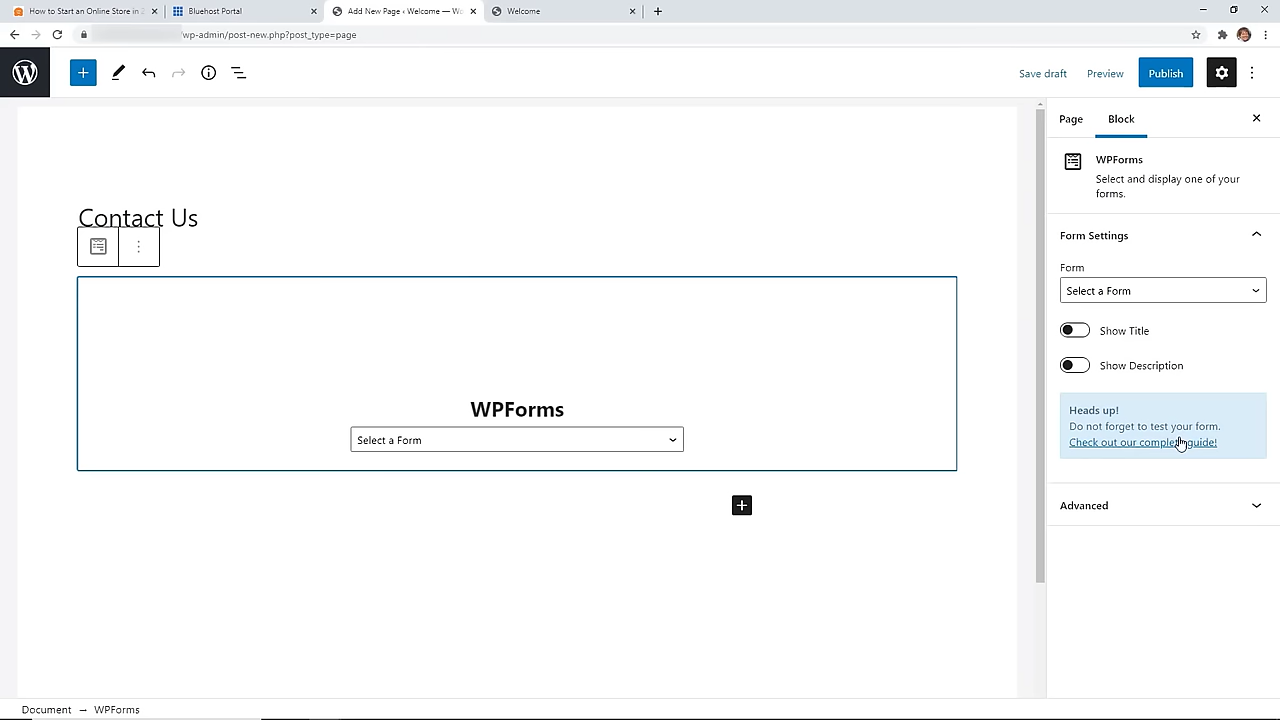 How to Start an Online Store in 2
Bluehost Portal
Add New Page ‹ Welcome — W
Welcome
/wp-admin/post-new.php?post_type=page
Save draft
Preview
Publish
Page
Block
WPForms
Select and display one of your
forms.
Contact Us
Form Settings
Form
Select a Form
Show Title
Show Description
WPForms
Select a Form
Heads up!
Do not forget to test your form.
Check out our complete guide!
Advanced
Document → WPForms